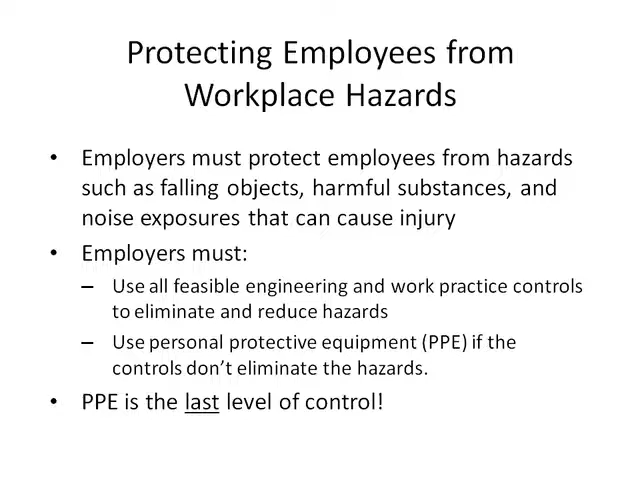 Protecting Employees from
Workplace Hazards
• Employers must protect employees from hazards
such as falling objects, harmful substances, and
noise exposures that can cause injury
• Employers must:
– Use all feasible engineering and work practice controls
to eliminate and reduce hazards
– Use personal protective equipment (PPE) if the
controls don’t eliminate the hazards.
• PPE is the last level of control!